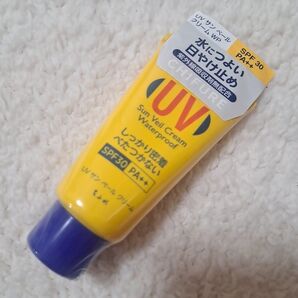 UV サン ベール
クリーム WP
水につよい
日やけ止め
SPF 30
PA++
UV
Sun Veil Cream
Waterproof
しっかり密着
べたつかない
SPF30 PA++
UV サン ベール クリーム